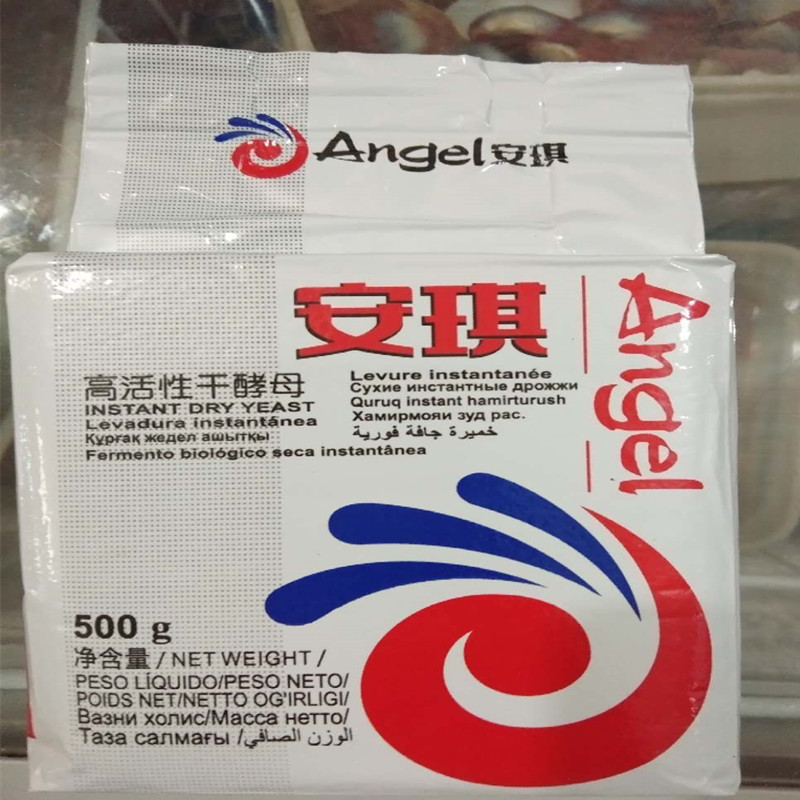 Angel安琪
安琪
Angel
高活性干酵母
INSTANT DRY YEAST
Levadura instantánea
Құрғақ жедел ашытқы
Fermento biológico seca instantânea
Levure instantanée
Сухие инстантные дрожжи
Quruq instant hamirturush
Хамирмояи зуд рас.
خميرة جافة فورية
500 g
净含量 / NET WEIGHT /
PESO LÍQUIDO/PESO NETO/
POIDS NET/NETTO OG'IRLIGI/
Вазни холис/Масса нетто/
Таза салмағы /الوزن الصافي